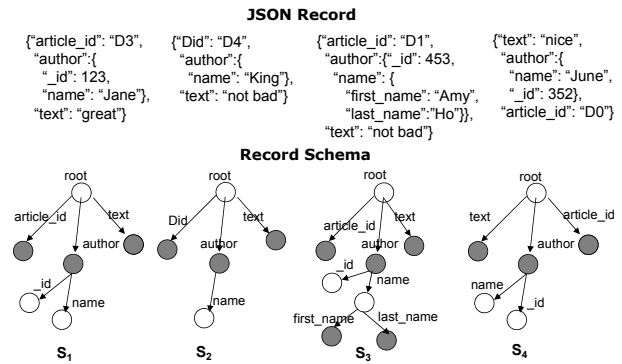 JSON Record
{“article_id”: “D3”,
“author”:{
“_id”: 123,
“name”: “Jane”},
“text”: “great”}
{“Did”: “D4”,
“author”:{
“name”: “King”},
“text”: “not bad”}
{“article_id”: “D1”,
“author”:{“_id”: 453,
“name”: {
“first_name”: “Amy”,
“last_name”:”Ho”}},
“text”: “not bad”}
{“text”: “nice”,
“author”:{
“name”: “June”,
“_id”: 352},
“article_id”: “D0”}
Record Schema
root
article_id
text
author
_id
name
S1
root
Did
text
author
name
S2
root
article_id
text
author
_id
name
first_name
last_name
S3
root
text
article_id
author
name
_id
S4